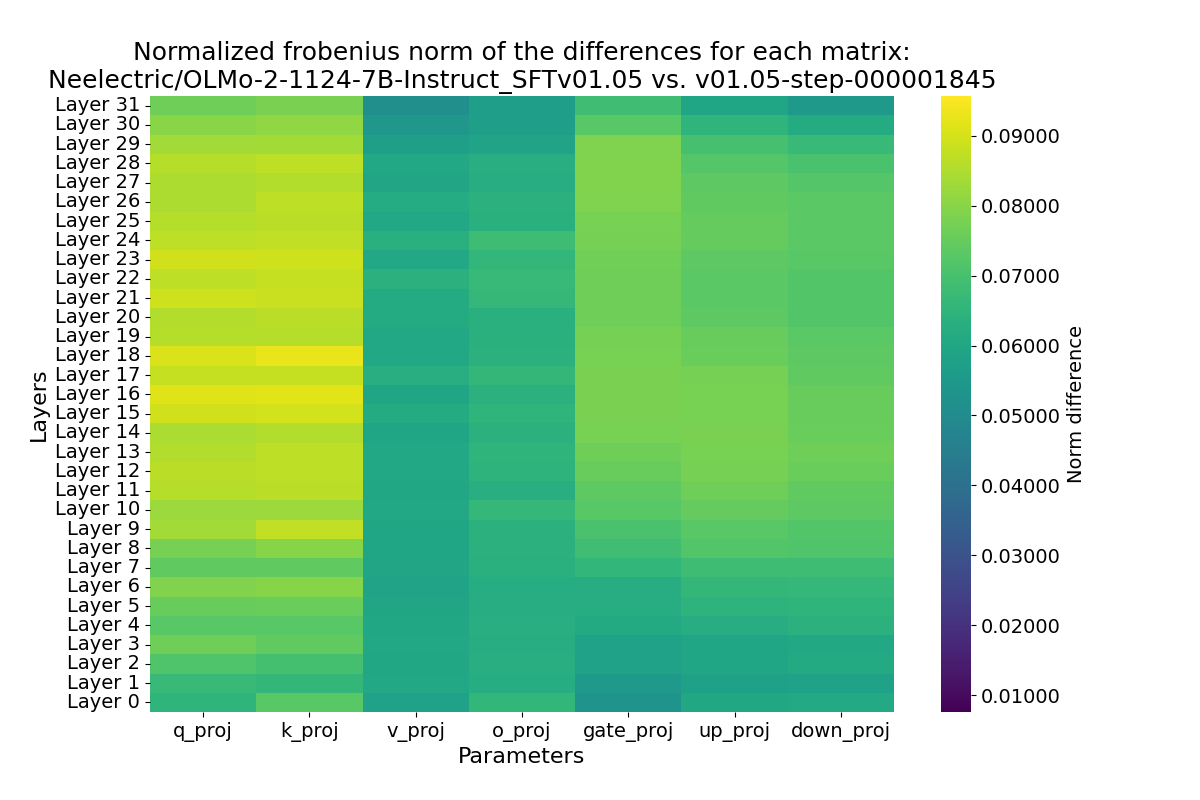 Normalized frobenius norm of the differences for each matrix:
Neelectric/OLMo-2-1124-7B-Instruct_SFTv01.05 vs. v01.05-step-000001845
Layer 31
Layer 30
Layer 29
Layer 28
Layer 27
Layer 26
Layer 25
Layer 24
Layer 23
Layer 22
Layer 21
Layer 20
Layer 19
Layer 18
Layer 17
Layer 16
Layer 15
Layer 14
Layer 13
Layer 12
Layer 11
Layer 10
Layer 9
Layer 8
Layer 7
Layer 6
Layer 5
Layer 4
Layer 3
Layer 2
Layer 1
Layer 0
Layers
q_proj
k_proj
v_proj
o_proj
gate_proj
up_proj
down_proj
Parameters
0.09000
0.08000
0.07000
0.06000
0.05000
0.04000
0.03000
0.02000
0.01000
Norm difference